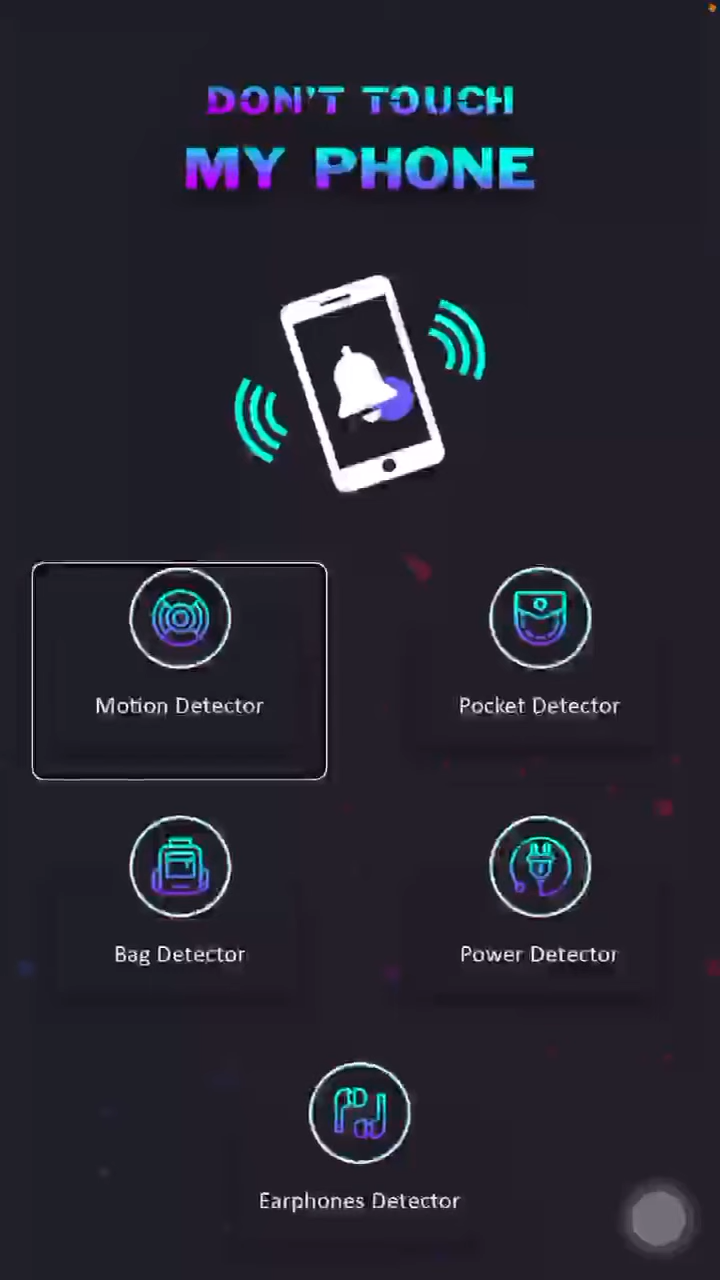 DON'T TOUCH
MY PHONE
Motion Detector
Pocket Detector
Bag Detector
Power Detector
Earphones Detector